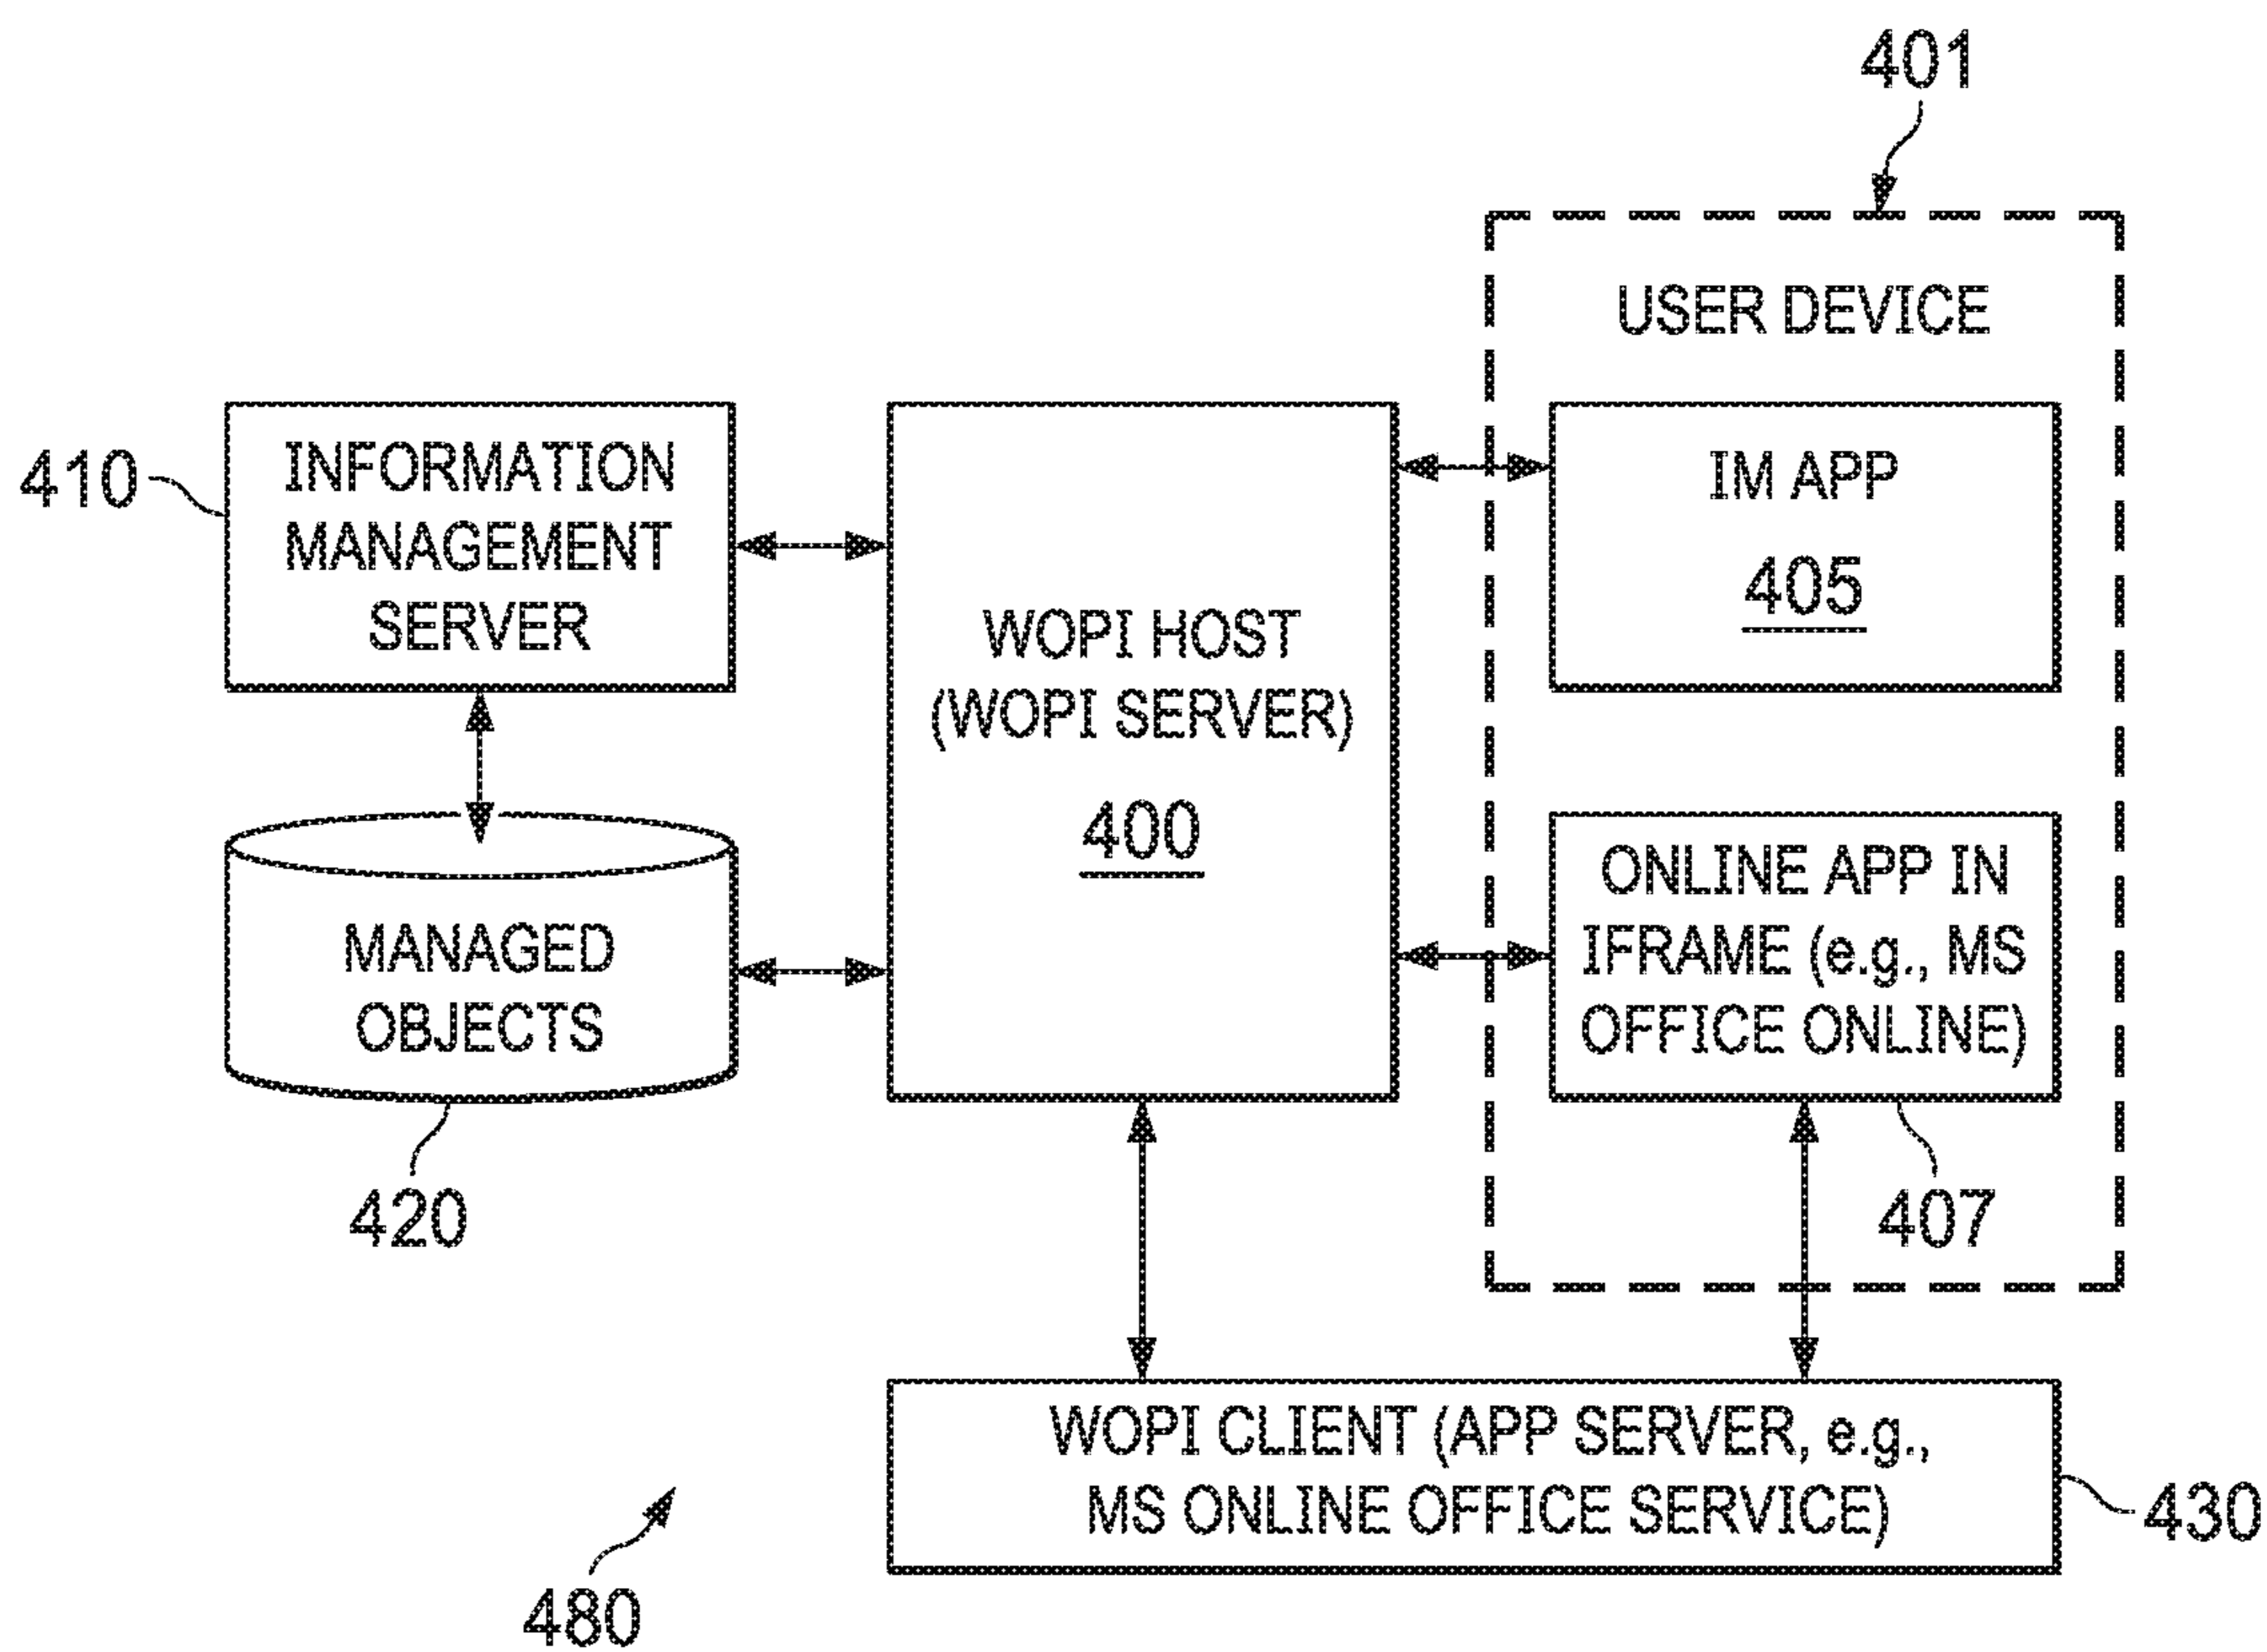 401
USER DEVICE
410
INFORMATION
MANAGEMENT
SERVER
WOPI HOST
(WOPI SERVER)
400
IM APP
405
MANAGED
OBJECTS
420
ONLINE APP IN
IFRAME (e.g., MS
OFFICE ONLINE)
407
WOPI CLIENT (APP SERVER, e.g.,
MS ONLINE OFFICE SERVICE)
430
480